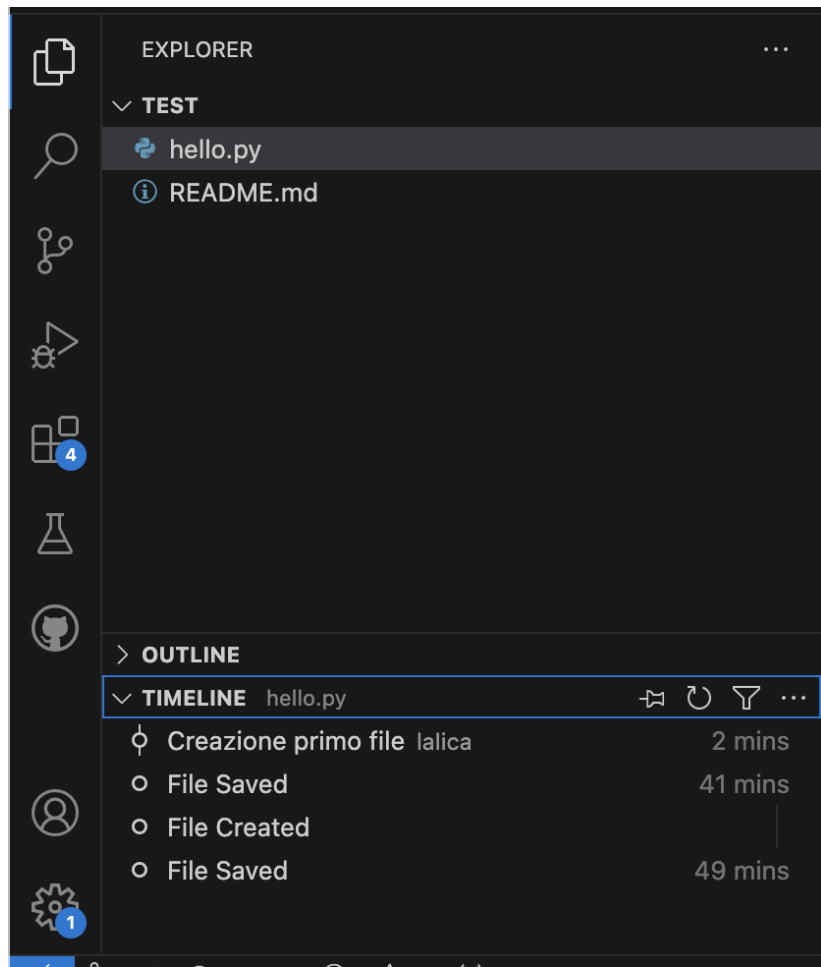 EXPLORER
TEST
hello.py
README.md
4
OUTLINE
TIMELINE hello.py
Creazione primo file lalica 2 mins
File Saved 41 mins
File Created
File Saved 49 mins
1